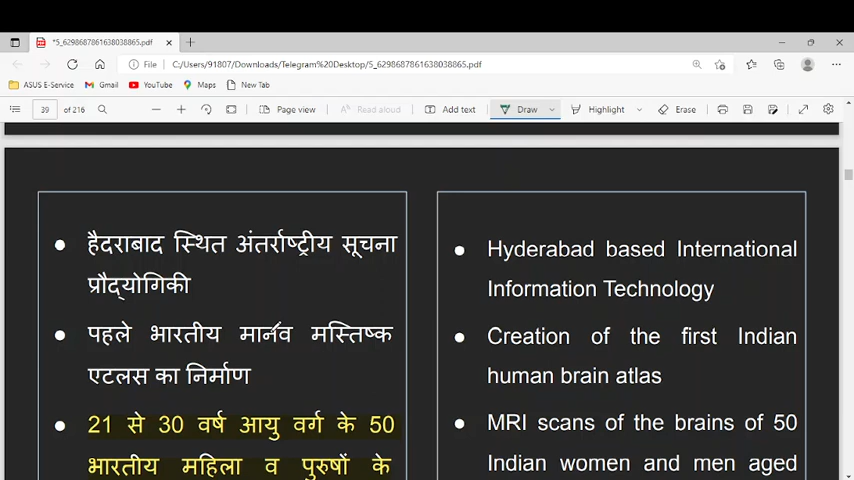 *5_6298687861638038865.pdf
File C:/Users/91807/Downloads/Telegram%20Desktop/5_6298687861638038865.pdf
ASUS E-Service Gmail YouTube Maps New Tab
39 of 216 Page view Read aloud Add text Draw Highlight Erase
हैदराबाद स्थित अंतर्राष्ट्रीय सूचना
प्रौद्योगिकी
पहले भारतीय मानव मस्तिष्क
एटलस का निर्माण
21 से 30 वर्ष आयु वर्ग के 50
भारतीय महिला व पुरुषों के
Hyderabad based International
Information Technology
Creation of the first Indian
human brain atlas
MRI scans of the brains of 50
Indian women and men aged